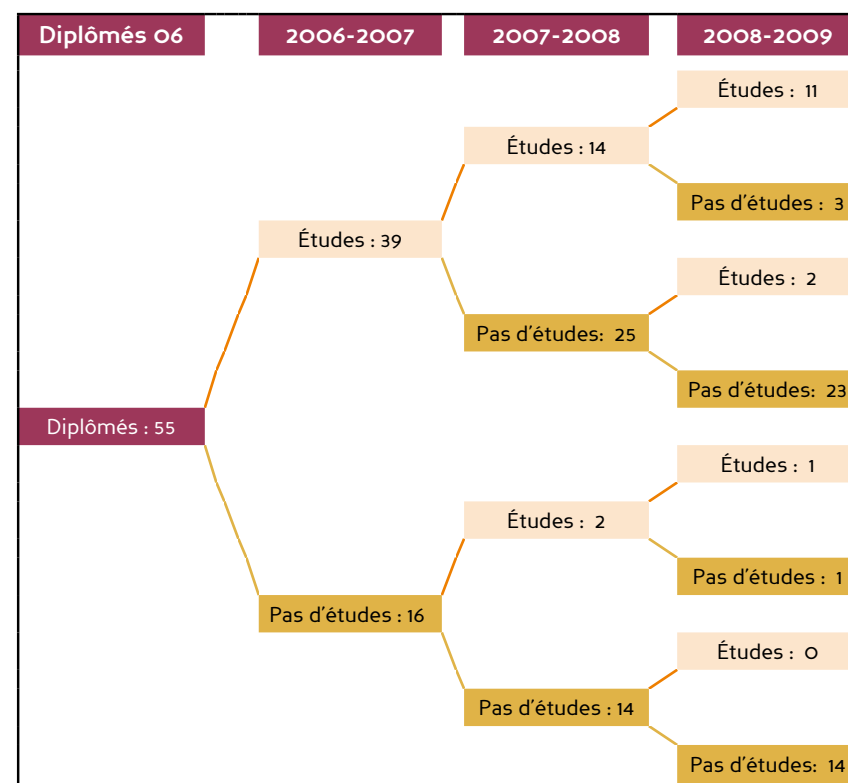 Diplômés 06
2006-2007
2007-2008
2008-2009
Études : 11
Études : 14
Pas d'études : 3
Études : 39
Études : 2
Pas d'études: 25
Pas d'études: 23
Diplômés : 55
Études : 1
Études : 2
Pas d'études : 1
Pas d'études : 16
Études : 0
Pas d'études : 14
Pas d'études: 14